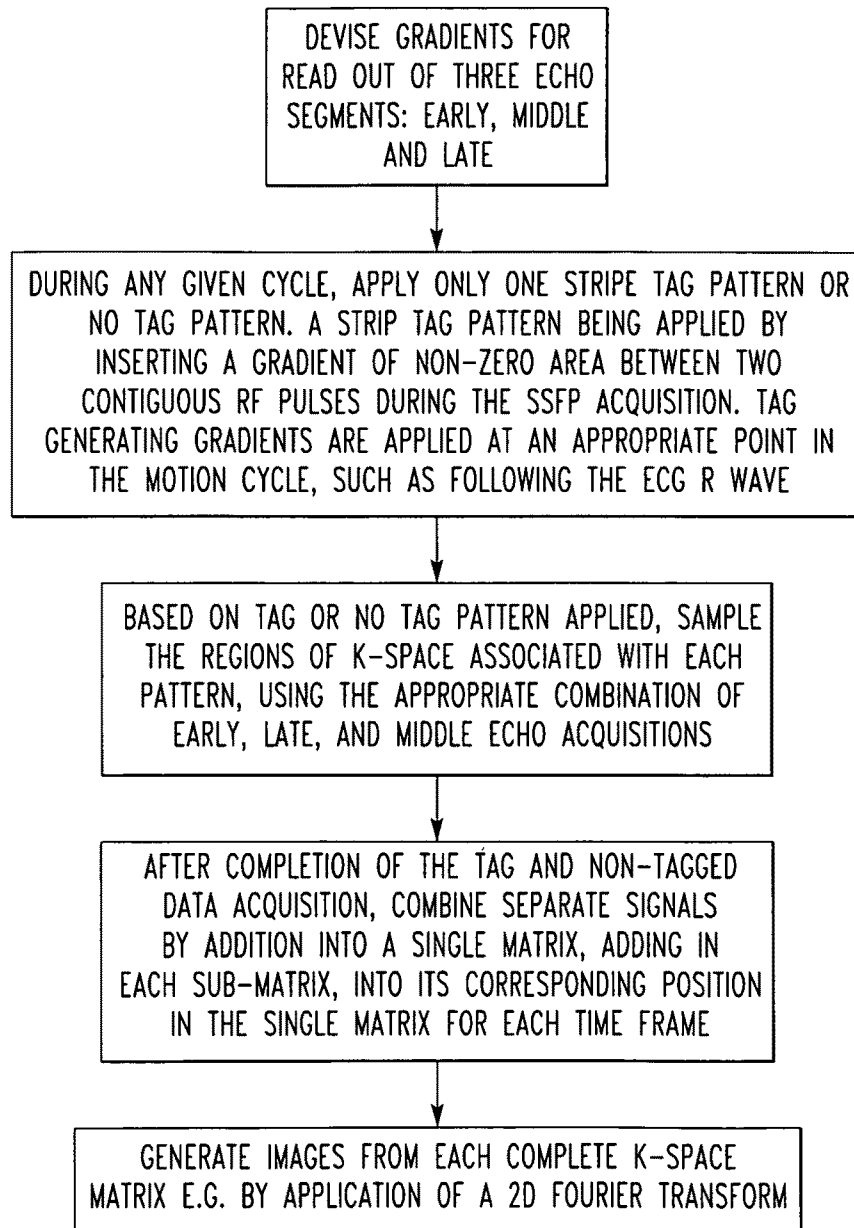 DEVISE GRADIENTS FOR
READ OUT OF THREE ECHO
SEGMENTS: EARLY, MIDDLE
AND LATE
DURING ANY GIVEN CYCLE, APPLY ONLY ONE STRIPE TAG PATTERN OR
NO TAG PATTERN. A STRIP TAG PATTERN BEING APPLIED BY
INSERTING A GRADIENT OF NON-ZERO AREA BETWEEN TWO
CONTIGUOUS RF PULSES DURING THE SSFP ACQUISITION. TAG
GENERATING GRADIENTS ARE APPLIED AT AN APPROPRIATE POINT IN
THE MOTION CYCLE, SUCH AS FOLLOWING THE ECG R WAVE
BASED ON TAG OR NO TAG PATTERN APPLIED, SAMPLE
THE REGIONS OF K-SPACE ASSOCIATED WITH EACH
PATTERN, USING THE APPROPRIATE COMBINATION OF
EARLY, LATE, AND MIDDLE ECHO ACQUISITIONS
AFTER COMPLETION OF THE TAG AND NON-TAGGED
DATA ACQUISITION, COMBINE SEPARATE SIGNALS
BY ADDITION INTO A SINGLE MATRIX, ADDING IN
EACH SUB-MATRIX, INTO ITS CORRESPONDING POSITION
IN THE SINGLE MATRIX FOR EACH TIME FRAME
GENERATE IMAGES FROM EACH COMPLETE K-SPACE
MATRIX E.G. BY APPLICATION OF A 2D FOURIER TRANSFORM